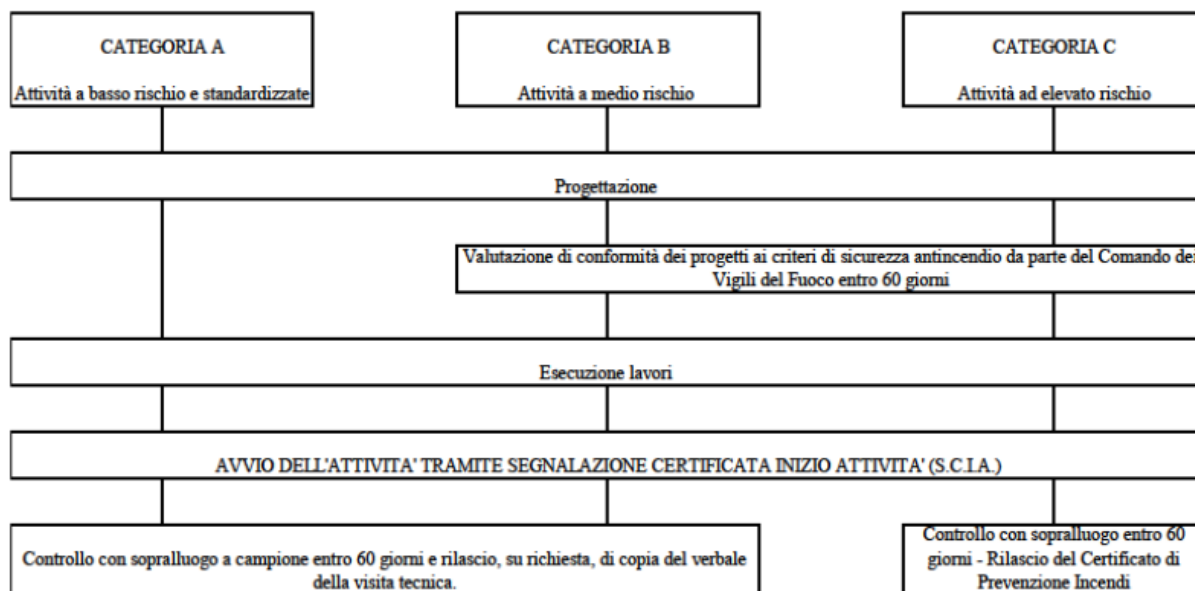 CATEGORIA A
Attività a basso rischio e standardizzate
CATEGORIA B
Attività a medio rischio
CATEGORIA C
Attività ad elevato rischio
Progettazione
Valutazione di conformità dei progetti ai criteri di sicurezza antincendio da parte del Comando dei
Vigili del Fuoco entro 60 giorni
Esecuzione lavori
AVVIO DELL'ATTIVITA' TRAMITE SEGNALAZIONE CERTIFICATA INIZIO ATTIVITA' (S.C.I.A.)
Controllo con sopralluogo a campione entro 60 giorni e rilascio, su richiesta, di copia del verbale
della visita tecnica.
Controllo con sopralluogo entro 60
giorni - Rilascio del Certificato di
Prevenzione Incendi